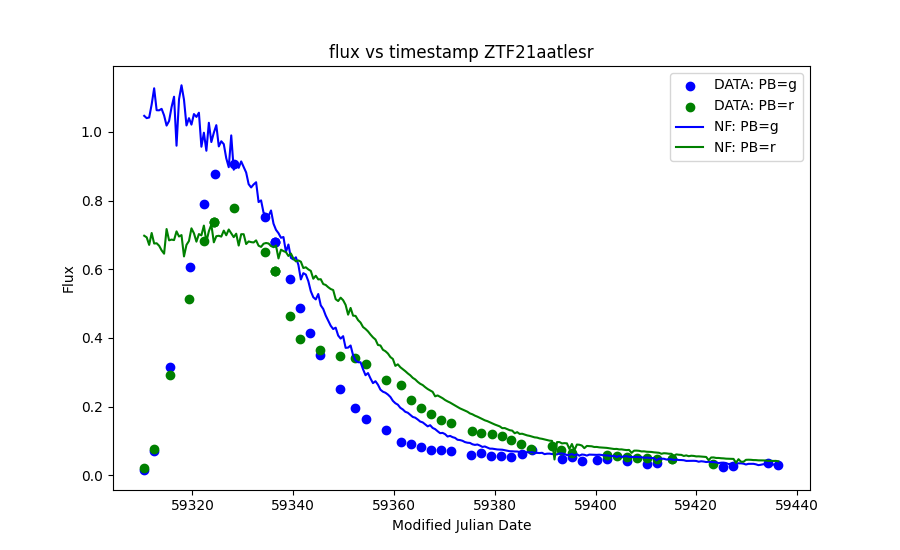 flux vs timestamp ZTF21aatlesr
DATA: PB=g
DATA: PB=r
NF: PB=g
NF: PB=r
1.0
0.8
0.6
0.4
0.2
0.0
Flux
59320
59340
59360
59380
59400
59420
59440
Modified Julian Date